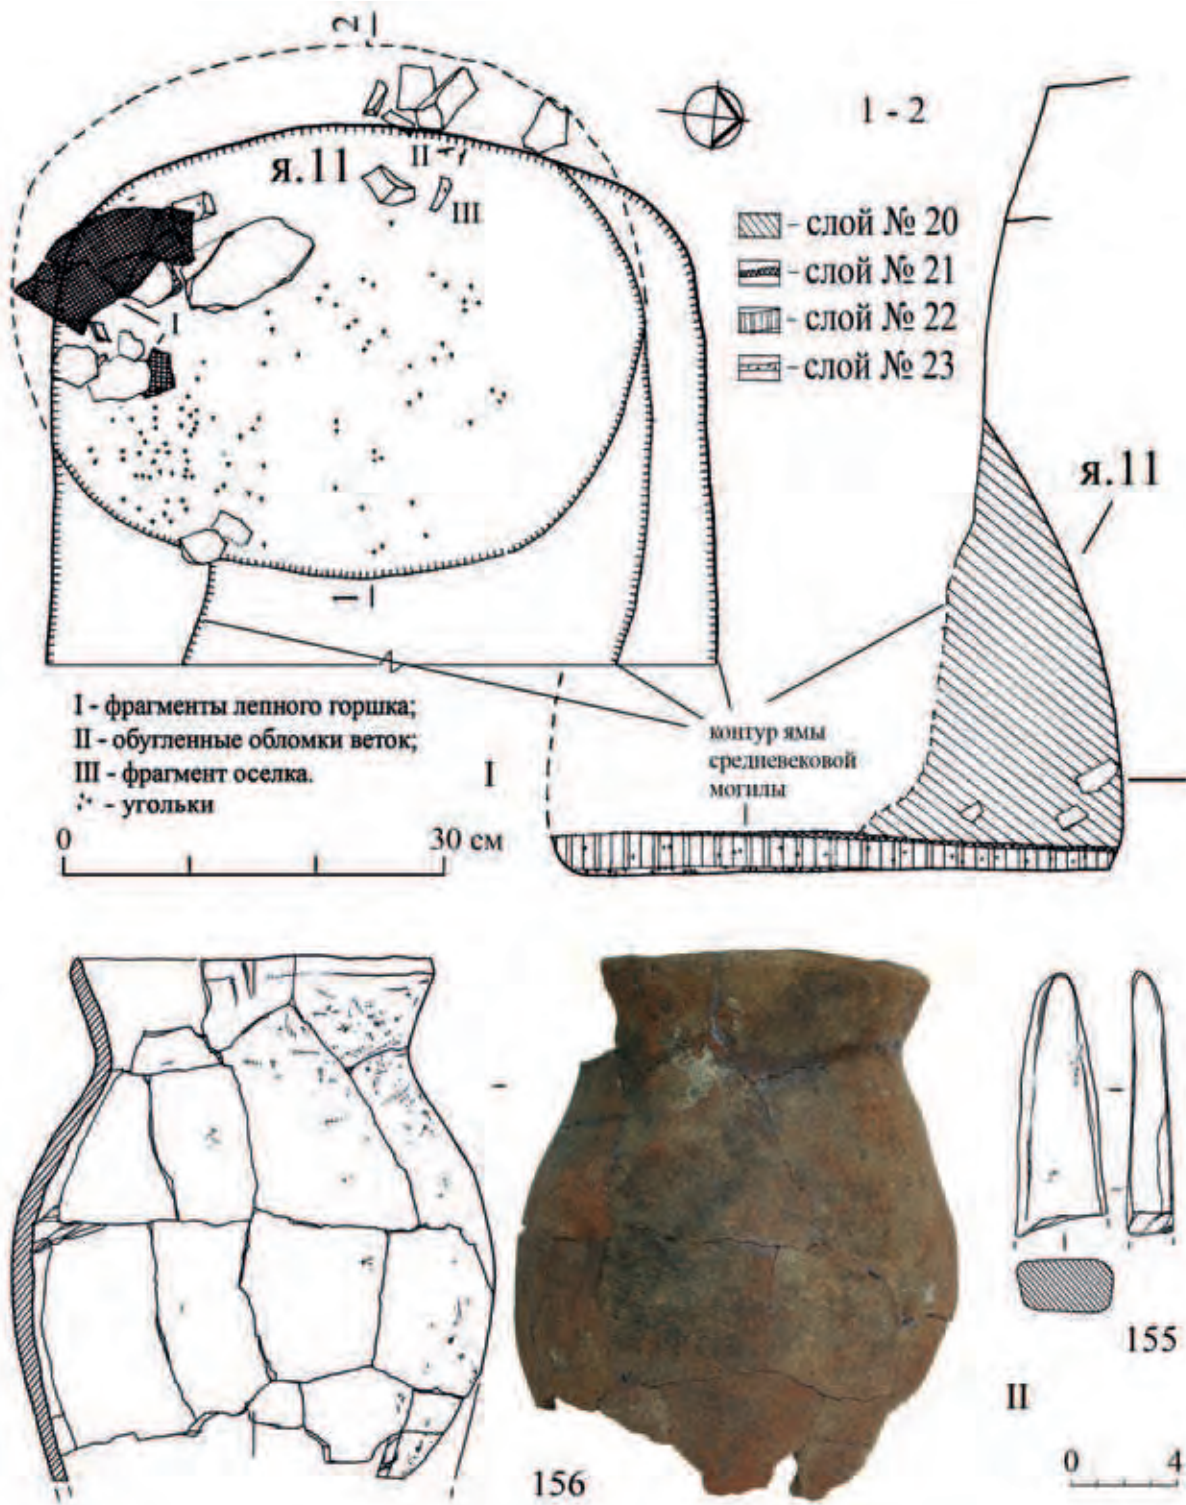 2
1 - 2
я.11
II
III
- слой № 20
- слой № 21
- слой № 22
- слой № 23
I
я.11
1
I - фрагменты лепного горшка;
II - обугленные обломки веток;
III - фрагмент оселка.
- угольки
I
контур ямы
средневековой
могилы
0 30 см
155
II
156
0 4